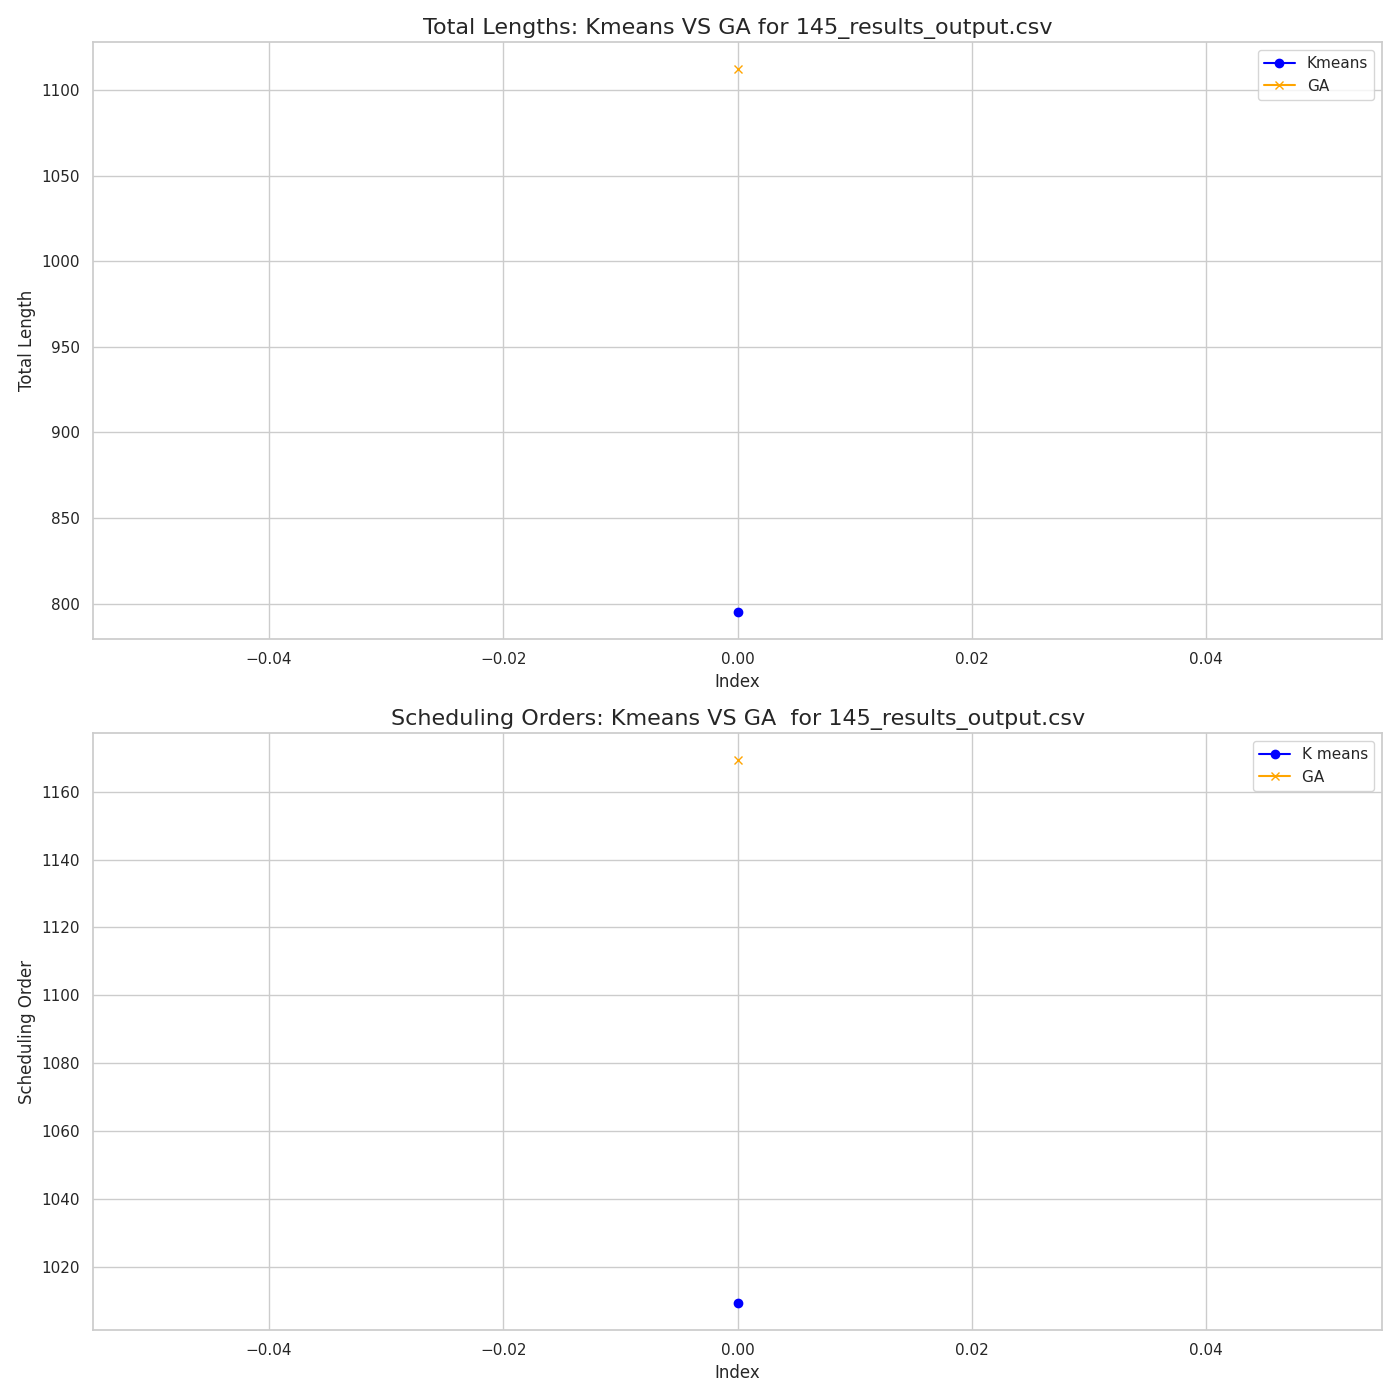 Total Lengths: Kmeans VS GA for 145_results_output.csv
Kmeans
GA
1100
1050
1000
950
900
850
800
Total Length
−0.04 −0.02 0.00 0.02 0.04
Index
Scheduling Orders: Kmeans VS GA  for 145_results_output.csv
K means
GA
1160
1140
1120
1100
1080
1060
1040
1020
Scheduling Order
−0.04 −0.02 0.00 0.02 0.04
Index